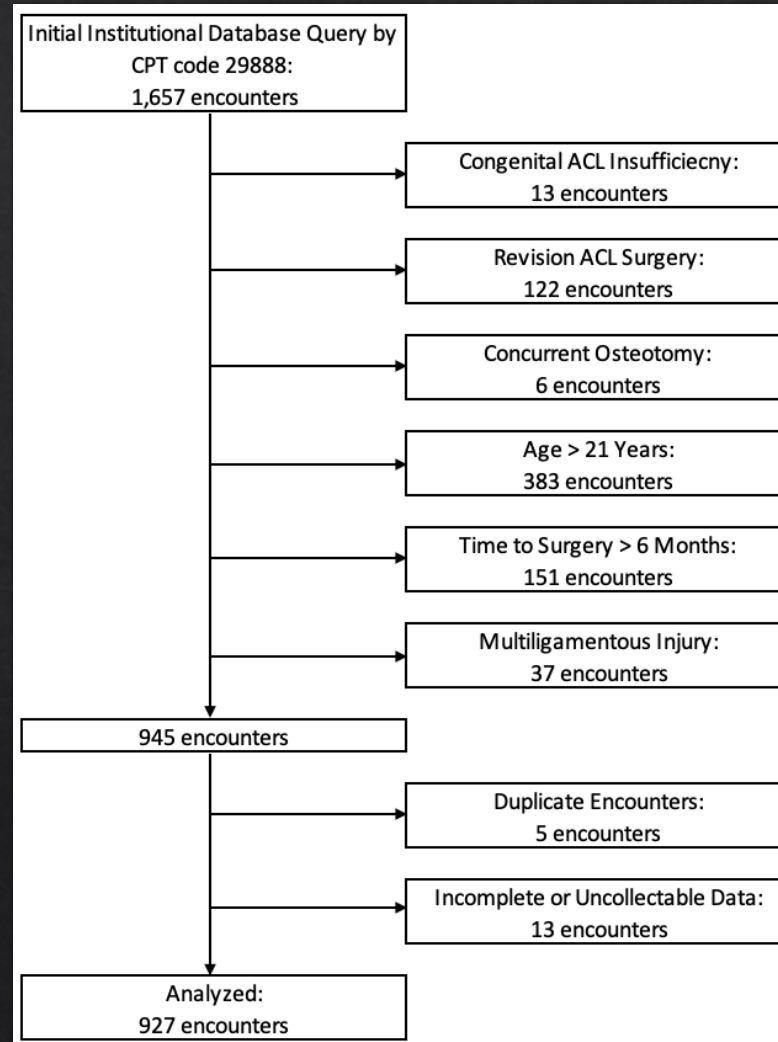 Initial Institutional Database Query by
CPT code 29888:
1,657 encounters
Congenital ACL Insufficiecny:
13 encounters
Revision ACL Surgery:
122 encounters
Concurrent Osteotomy:
6 encounters
Age > 21 Years:
383 encounters
Time to Surgery > 6 Months:
151 encounters
Multiligamentous Injury:
37 encounters
945 encounters
Duplicate Encounters:
5 encounters
Incomplete or Uncollectable Data:
13 encounters
Analyzed:
927 encounters